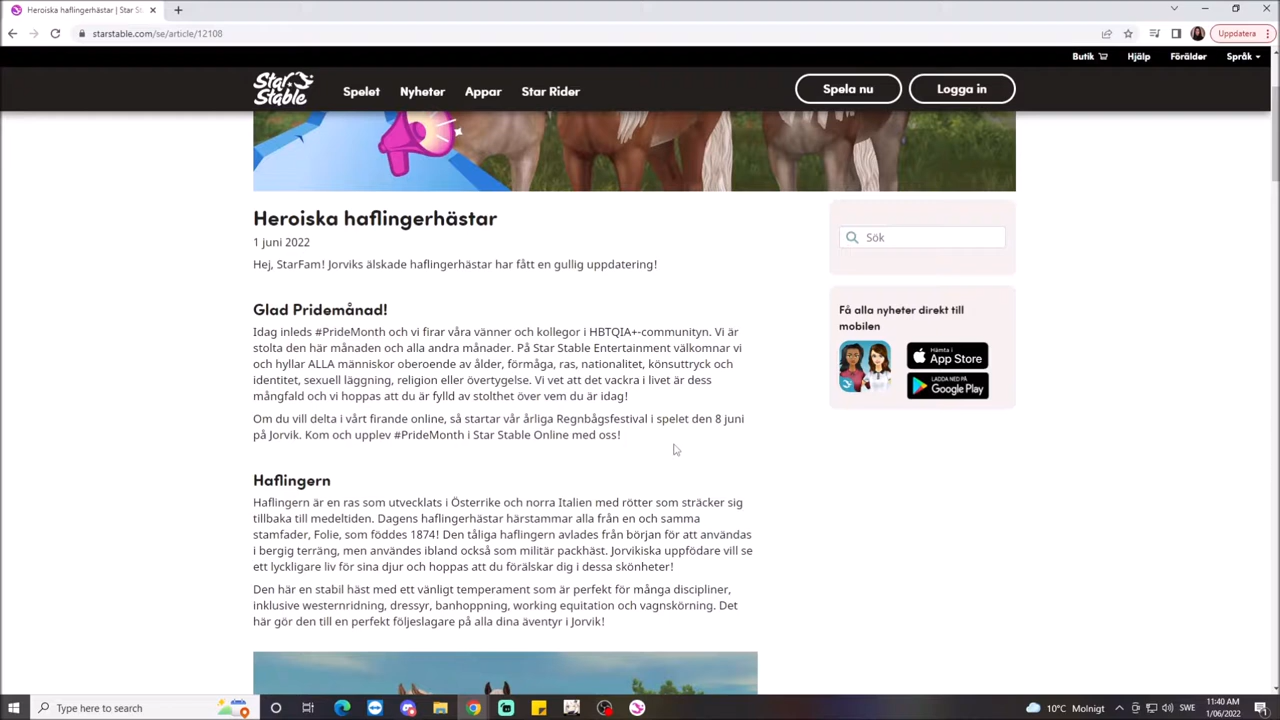 Heroiska haflingerhästar | Star St
starstable.com/se/article/12108
Uppdatera
Butik
Hjälp
Förälder
Språk
Star Stable
Spelet
Nyheter
Appar
Star Rider
Spela nu
Logga in
Heroiska haflingerhästar
1 juni 2022
Hej, StarFam! Jorviks älskade haflingerhästar har fått en gullig uppdatering!
Glad Pridemånad!
Idag inleds #PrideMonth och vi firar våra vänner och kollegor i HBTQIA+-communityn. Vi är
stolta den här månaden och alla andra månader. På Star Stable Entertainment välkomnar vi
och hyllar ALLA människor oberoende av ålder, förmåga, ras, nationalitet, könsuttryck och
identitet, sexuell läggning, religion eller övertygelse. Vi vet att det vackra i livet är dess
mångfald och vi hoppas att du är fylld av stolthet över vem du är idag!
Om du vill delta i vårt firande online, så startar vår årliga Regnbågsfestival i spelet den 8 juni
på Jorvik. Kom och upplev #PrideMonth i Star Stable Online med oss!
Haflingern
Haflingern är en ras som utvecklats i Österrike och norra Italien med rötter som sträcker sig
tillbaka till medeltiden. Dagens haflingerhästar härstammar alla från en och samma
stamfader, Folie, som föddes 1874! Den tåliga haflingern avlades från början för att användas
i bergig terräng, men användes ibland också som militär packhäst. Jorvikiska uppfödare vill se
ett lyckligare liv för sina djur och hoppas att du förälskar dig i dessa skönheter!
Den här en stabil häst med ett vänligt temperament som är perfekt för många discipliner,
inklusive westernridning, dressyr, banhoppning, working equitation och vagnskörning. Det
här gör den till en perfekt följeslagare på alla dina äventyr i Jorvik!
Sök
Få alla nyheter direkt till
mobilen
Hämta i
App Store
LADDA NED PÅ
Google Play
Type here to search
10°C Molnigt
SWE
11:40 AM
1/06/2022